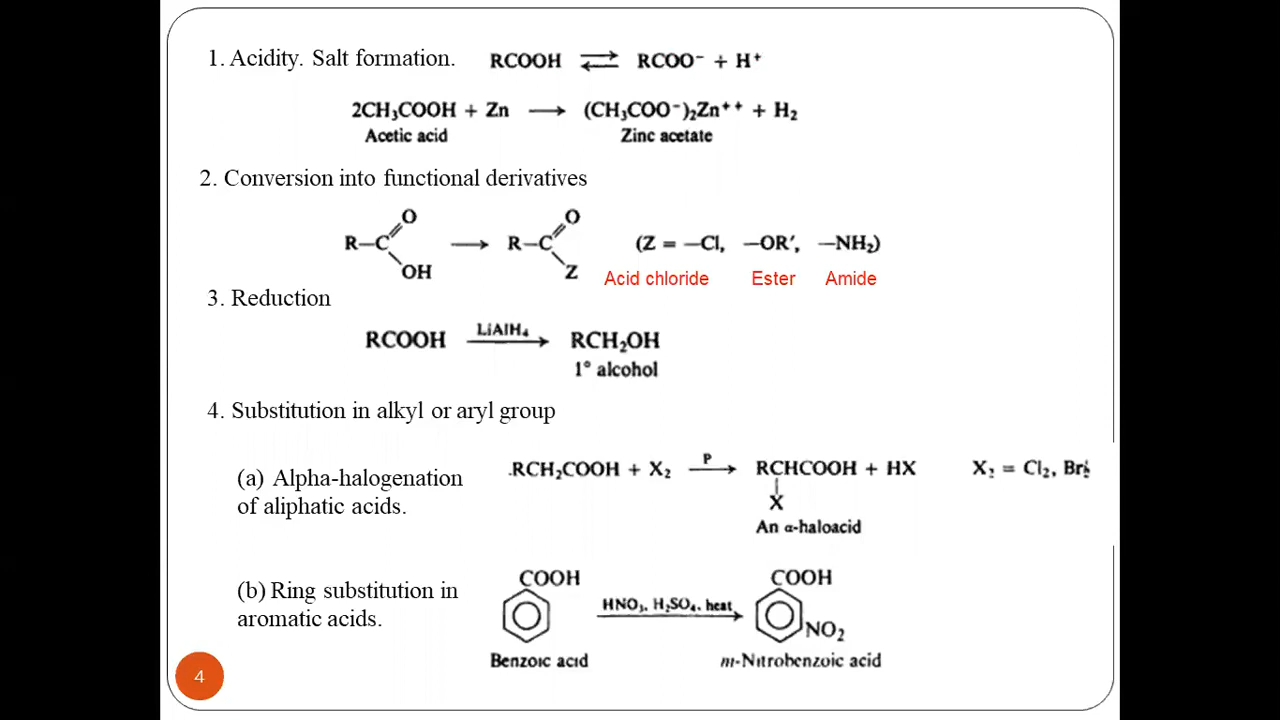 1. Acidity. Salt formation. RCOOH ⇌ RCOO⁻ + H⁺
2CH₃COOH + Zn ⟶ (CH₃COO⁻)₂Zn⁺⁺ + H₂
Acetic acid Zinc acetate
2. Conversion into functional derivatives
O O
R–C ⟶ R–C (Z = –Cl, –OR′, –NH₂)
OH Z Acid chloride Ester Amide
3. Reduction
LiAlH₄
RCOOH ⟶ RCH₂OH
1° alcohol
4. Substitution in alkyl or aryl group
P
(a) Alpha-halogenation .RCH₂COOH + X₂ ⟶ RCHCOOH + HX X₂ = Cl₂, Br₂
of aliphatic acids. X
An α-haloacid
COOH COOH
(b) Ring substitution in HNO₃, H₂SO₄, heat
aromatic acids. NO₂
Benzoic acid m-Nitrobenzoic acid
4